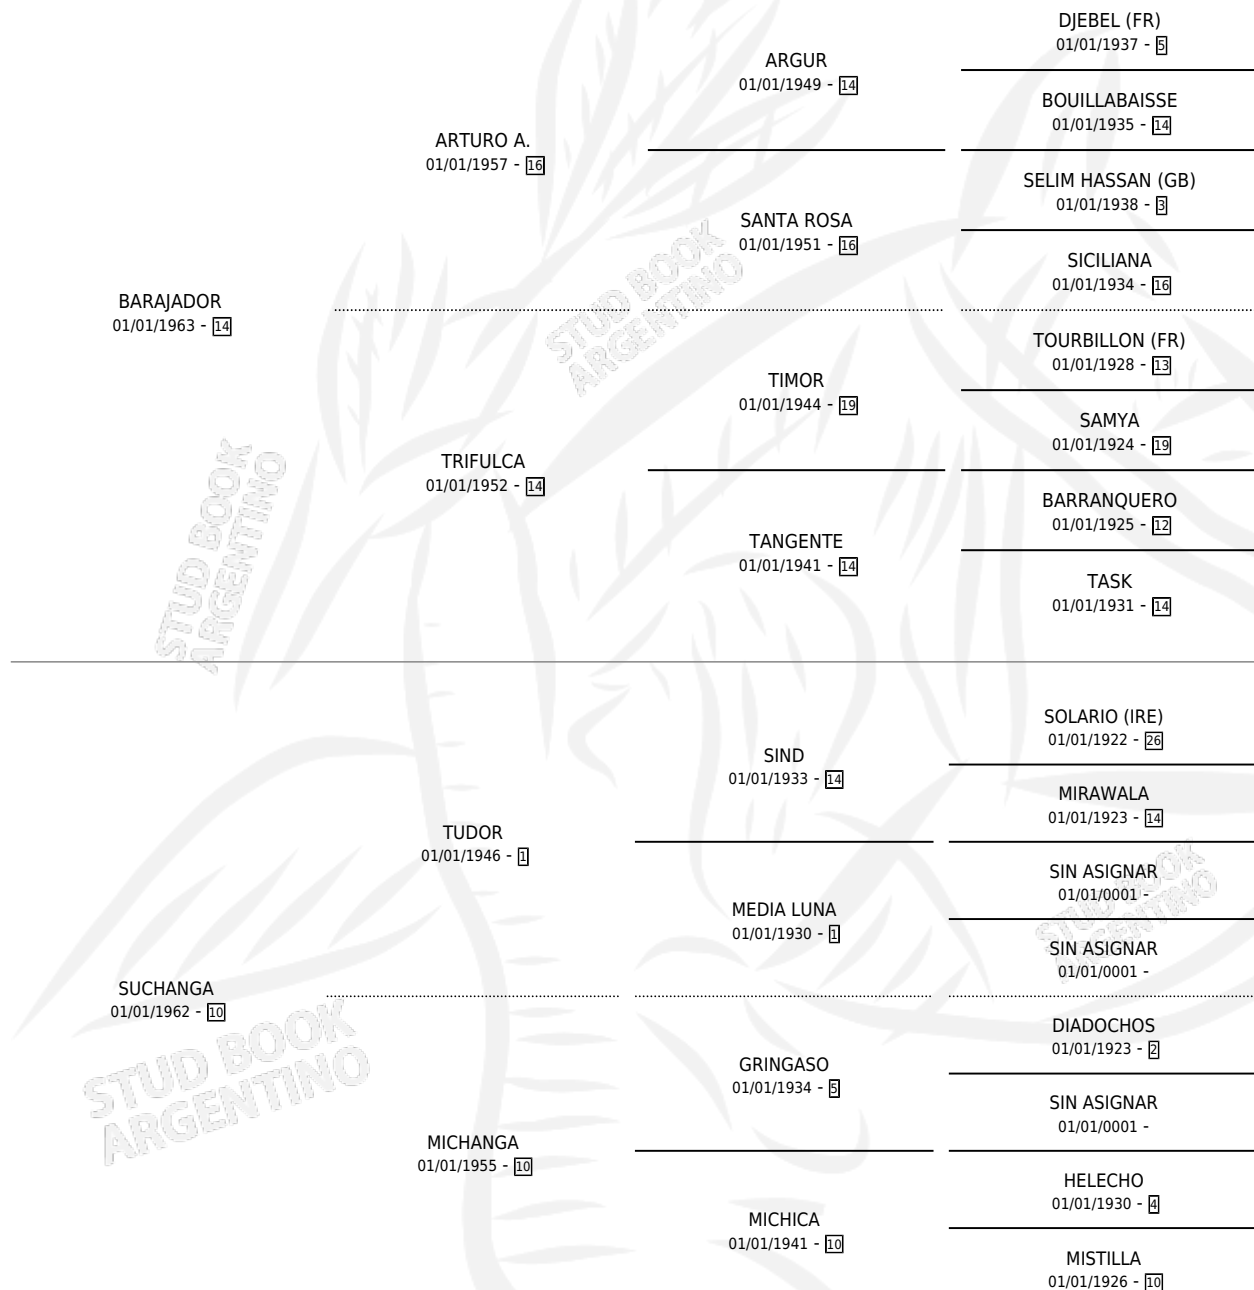 DJEBEL (FR)
01/01/1937 - 5
ARGUR
01/01/1949 - 14
BOUILLABAISSE
01/01/1935 - 14
ARTURO A.
01/01/1957 - 16
SELIM HASSAN (GB)
01/01/1938 - 3
SANTA ROSA
01/01/1951 - 16
SICILIANA
01/01/1934 - 16
BARAJADOR
01/01/1963 - 14
TOURBILLON (FR)
01/01/1928 - 13
TIMOR
01/01/1944 - 19
SAMYA
01/01/1924 - 19
TRIFULCA
01/01/1952 - 14
BARRANQUERO
01/01/1925 - 12
TANGENTE
01/01/1941 - 14
TASK
01/01/1931 - 14
SOLARIO (IRE)
01/01/1922 - 26
SIND
01/01/1933 - 14
MIRAWALA
01/01/1923 - 14
TUDOR
01/01/1946 - 1
SIN ASIGNAR
01/01/0001 -
MEDIA LUNA
01/01/1930 - 1
SIN ASIGNAR
01/01/0001 -
SUCHANGA
01/01/1962 - 10
DIADOCHOS
01/01/1923 - 2
GRINGASO
01/01/1934 - 5
SIN ASIGNAR
01/01/0001 -
MICHANGA
01/01/1955 - 10
HELECHO
01/01/1930 - 4
MICHICA
01/01/1941 - 10
MISTILLA
01/01/1926 - 10
STUD BOOK
ARGENTINO
STUD BOOK
ARGENTINO
STUD BOOK
ARGENTINO
STUD BOOK
ARGENTINO